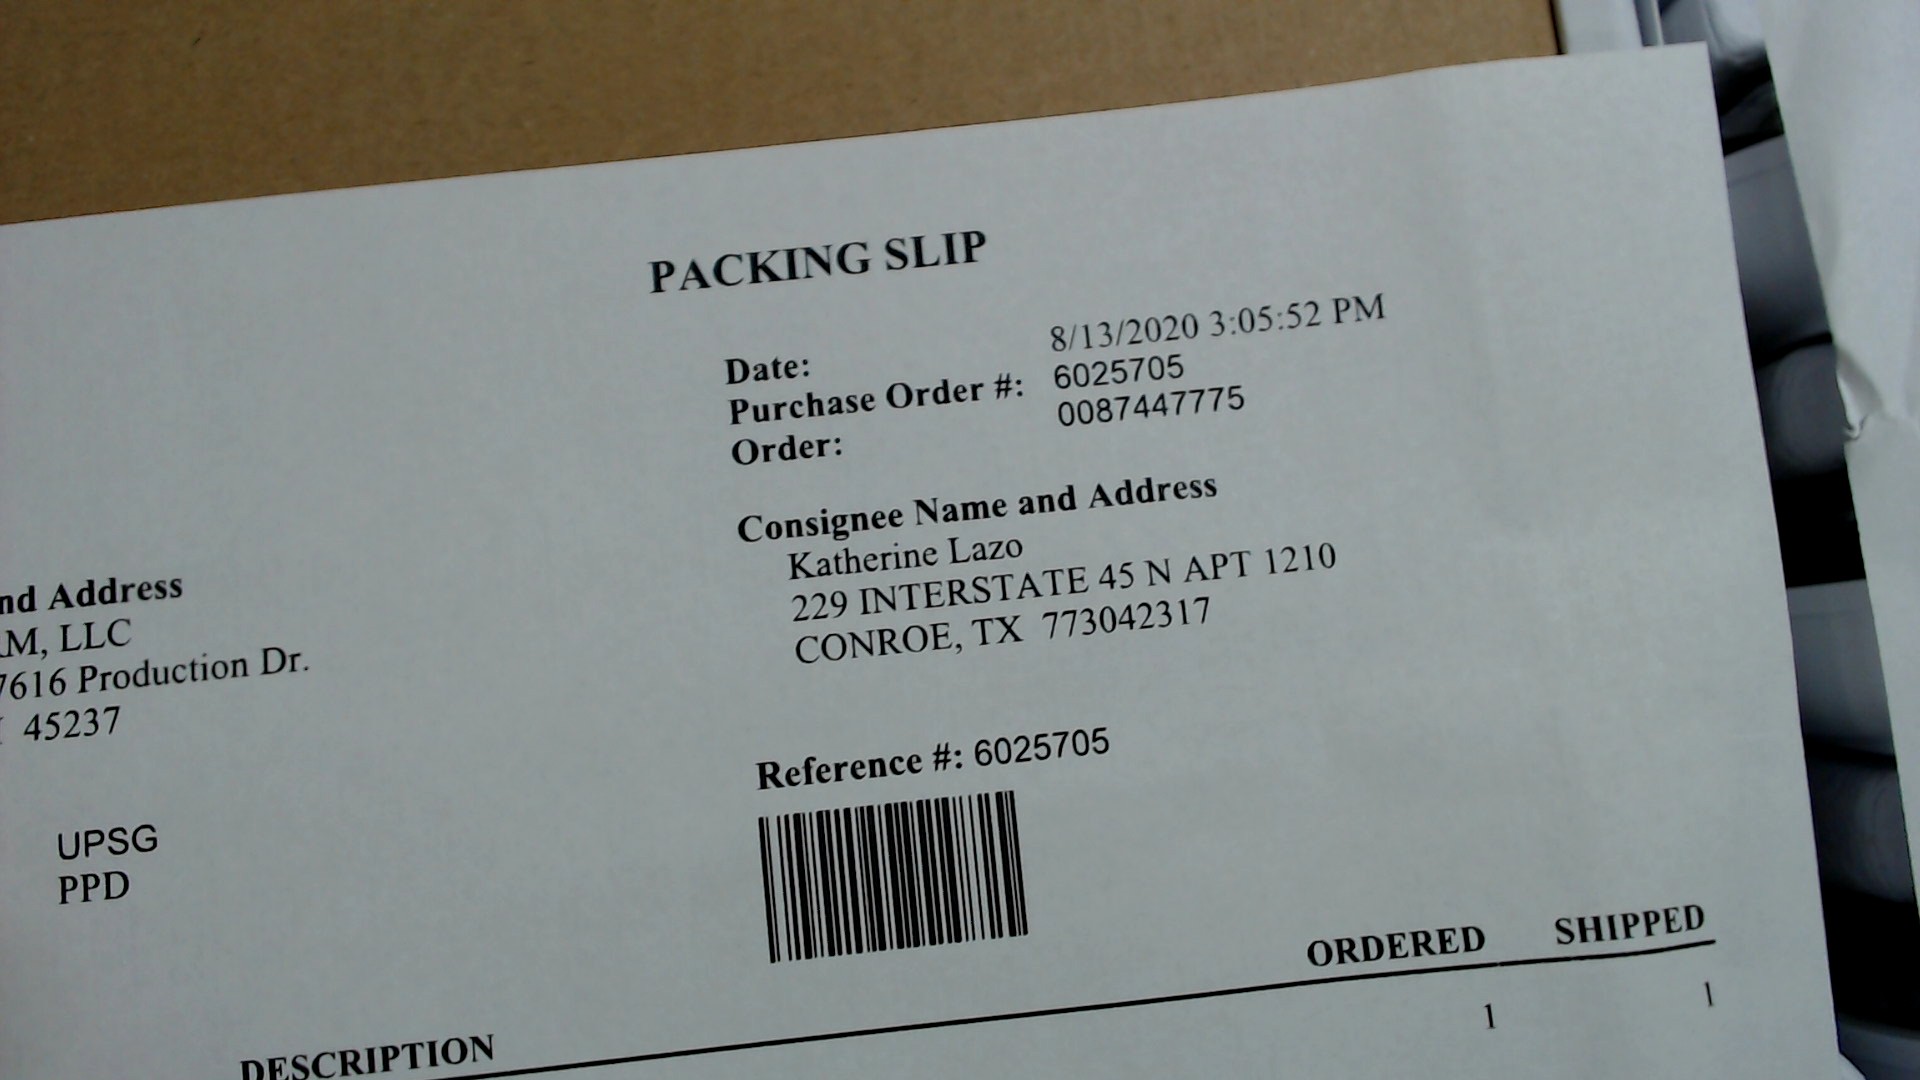 PACKING SLIP
Date: 8/13/2020 3:05:52 PM
Purchase Order #: 6025705
Order: 0087447775
Consignee Name and Address
Katherine Lazo
229 INTERSTATE 45 N APT 1210
CONROE, TX 773042317
nd Address
M, LLC
7616 Production Dr.
45237
Reference #: 6025705
UPSG
PPD
ORDERED SHIPPED
1 1
DESCRIPTION